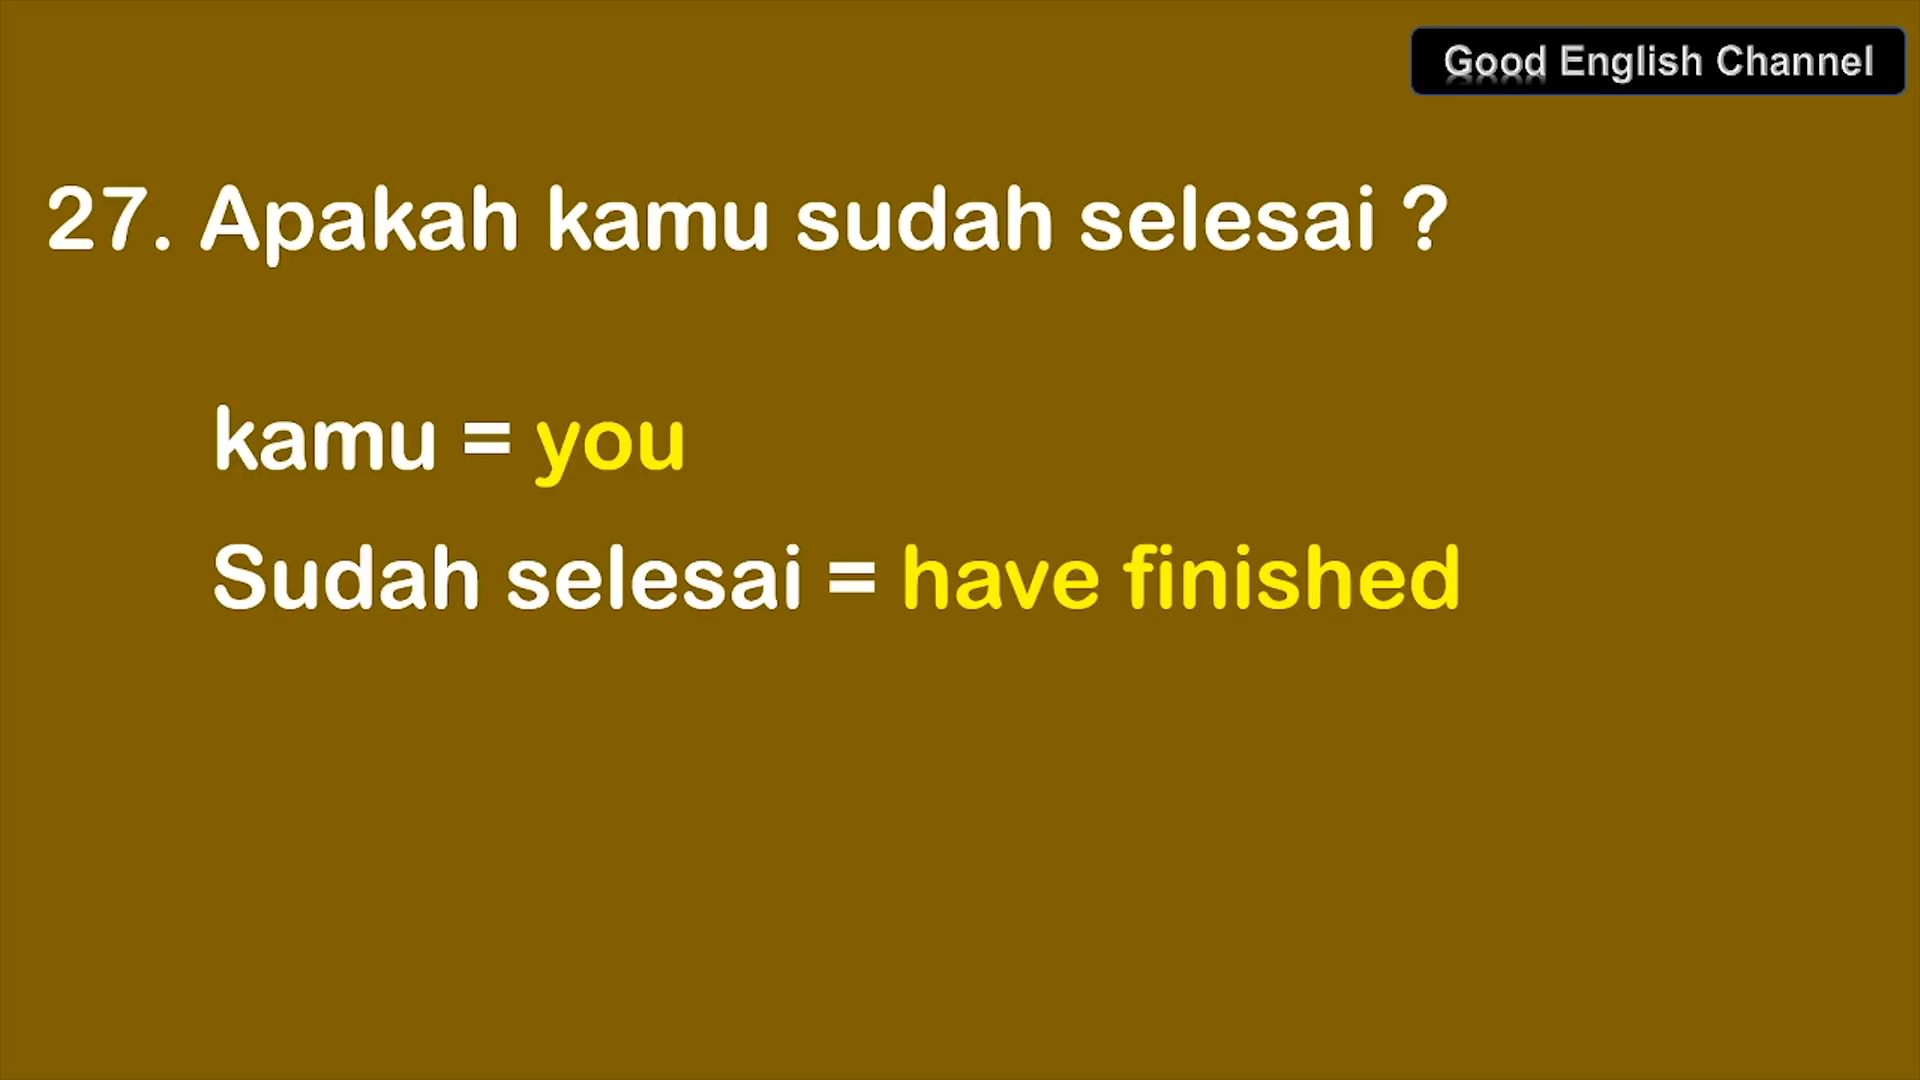 Good English Channel
27. Apakah kamu sudah selesai ?
kamu = you
Sudah selesai = have finished